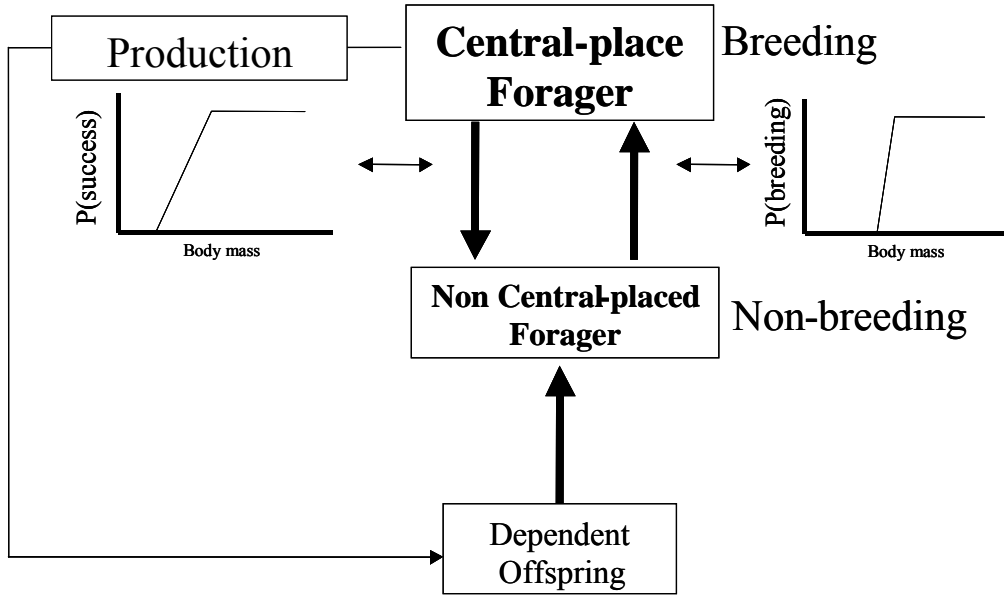 Production
Central-place
Forager
Breeding
P(success)
Body mass
P(breeding)
Body mass
Non Central-placed
Forager
Non-breeding
Dependent
Offspring